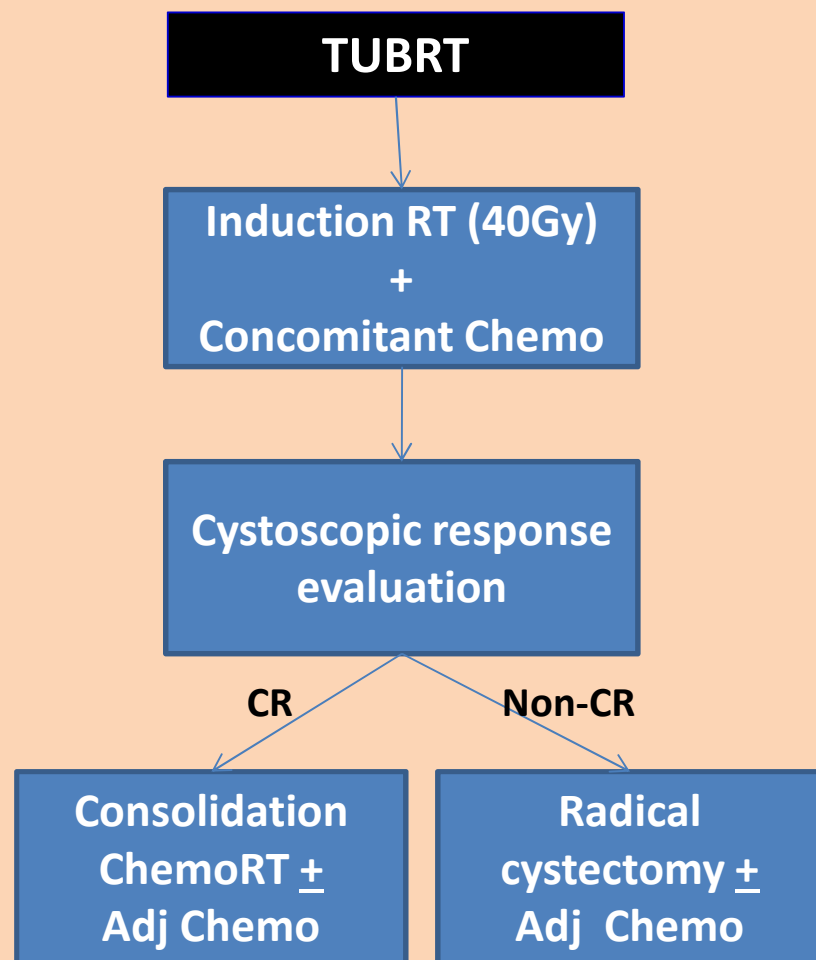 TUBRT
Induction RT (40Gy)
+
Concomitant Chemo
Cystoscopic response
evaluation
CR
Non-CR
Consolidation
ChemoRT ±
Adj Chemo
Radical
cystectomy ±
Adj Chemo